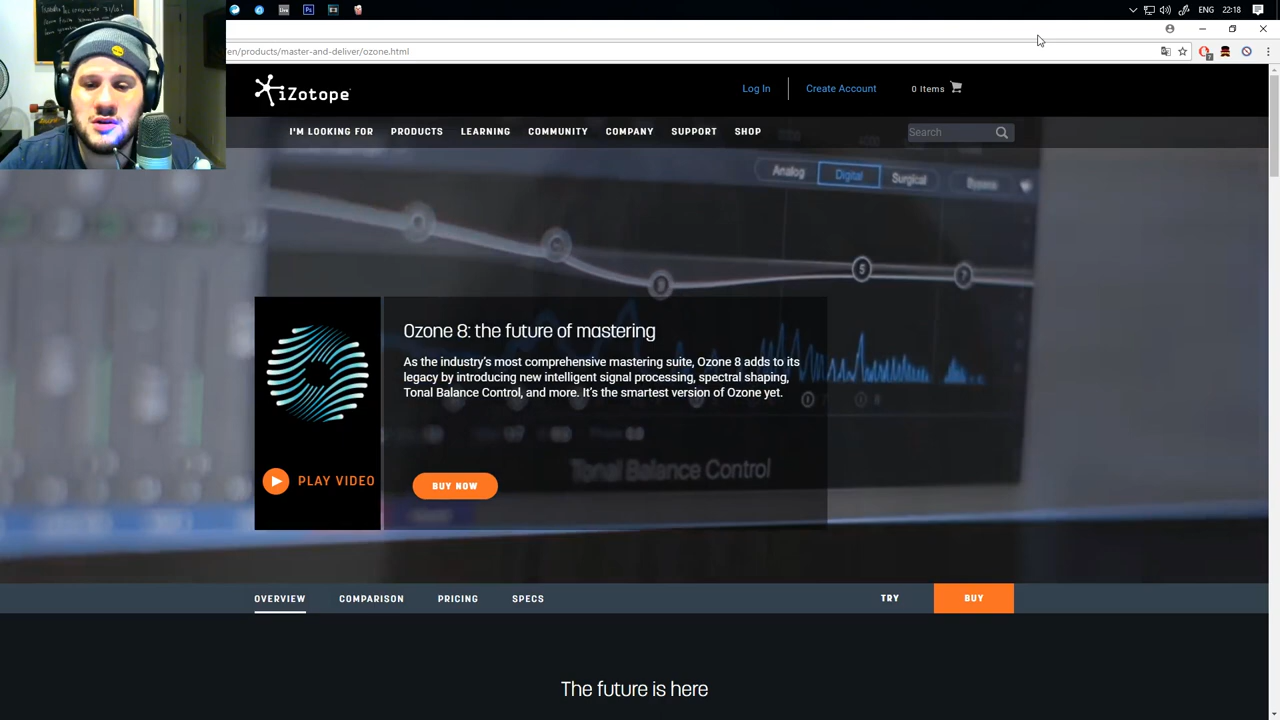 Ps
ENG
22:18
/en/products/master-and-deliver/ozone.html
7
iZotope
Log In
Create Account
0 Items
I'M LOOKING FOR
PRODUCTS
LEARNING
COMMUNITY
COMPANY
SUPPORT
SHOP
Search
Analog
Digital
Surgical
Bypass
Ozone 8: the future of mastering
As the industry's most comprehensive mastering suite, Ozone 8 adds to its
legacy by introducing new intelligent signal processing, spectral shaping,
Tonal Balance Control, and more. It's the smartest version of Ozone yet.
PLAY VIDEO
BUY NOW
Tonal Balance Control
OVERVIEW
COMPARISON
PRICING
SPECS
TRY
BUY
The future is here